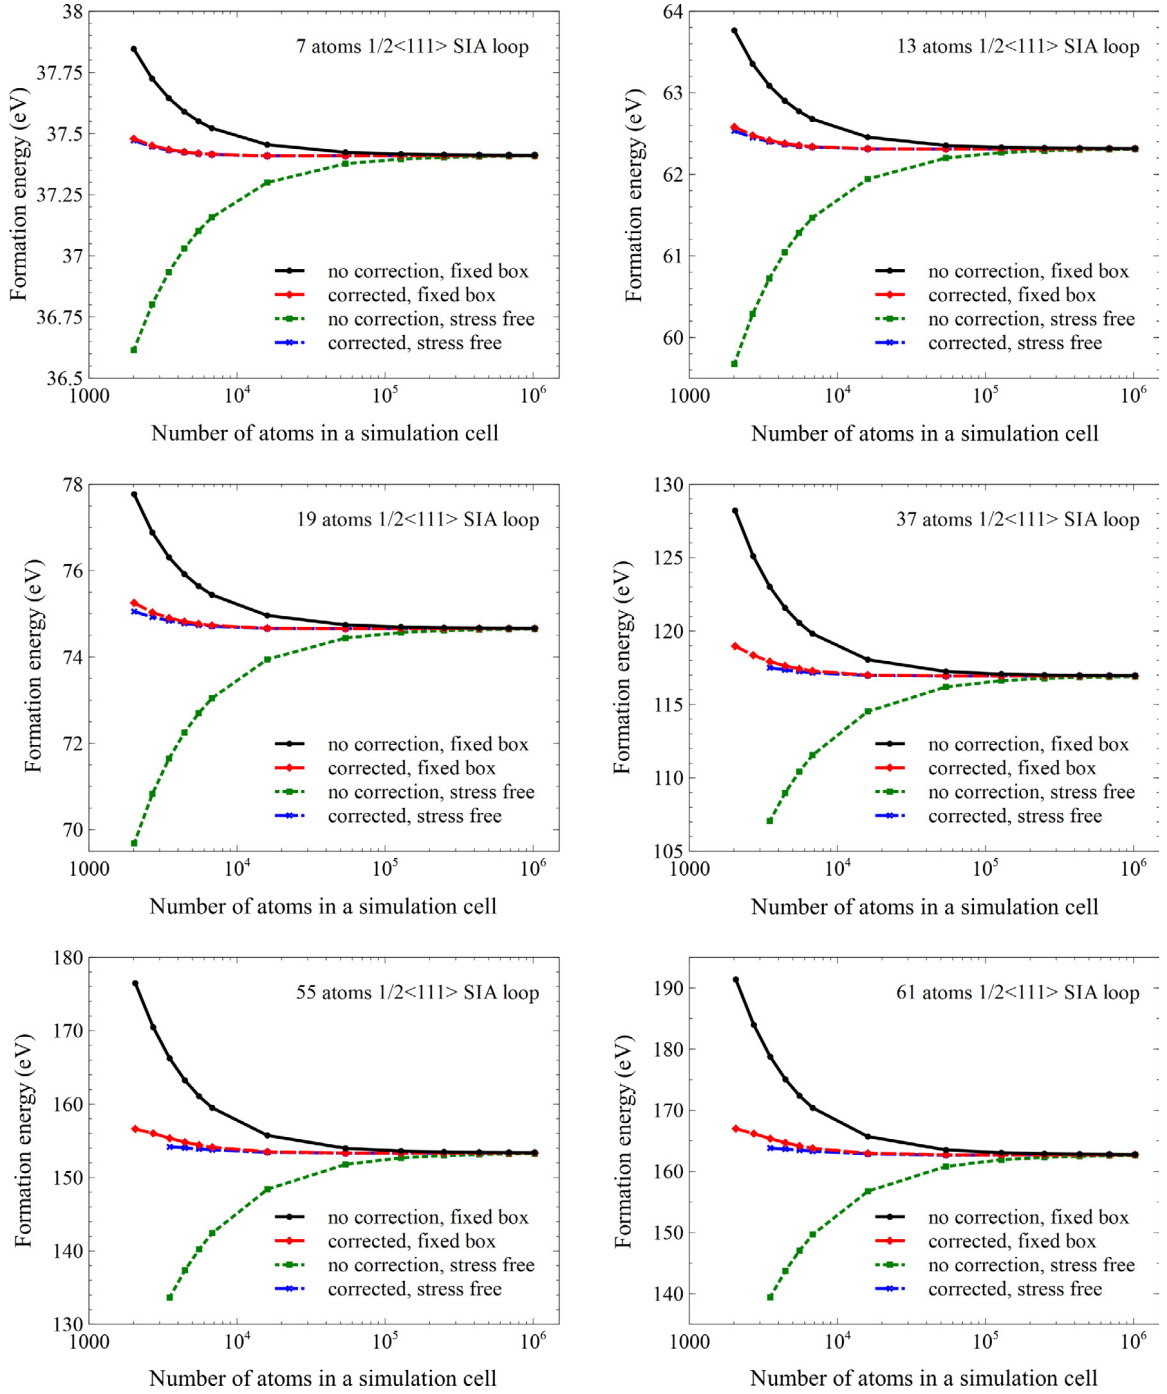 7 atoms 1/2<111> SIA loop
Formation energy (eV)
38
37.75
37.5
37.25
37
36.75
36.5
no correction, fixed box
corrected, fixed box
no correction, stress free
corrected, stress free
1000
10^4
10^5
10^6
Number of atoms in a simulation cell
13 atoms 1/2<111> SIA loop
Formation energy (eV)
64
63
62
61
60
no correction, fixed box
corrected, fixed box
no correction, stress free
corrected, stress free
1000
10^4
10^5
10^6
Number of atoms in a simulation cell
19 atoms 1/2<111> SIA loop
Formation energy (eV)
78
76
74
72
70
no correction, fixed box
corrected, fixed box
no correction, stress free
corrected, stress free
1000
10^4
10^5
10^6
Number of atoms in a simulation cell
37 atoms 1/2<111> SIA loop
Formation energy (eV)
130
125
120
115
110
105
no correction, fixed box
corrected, fixed box
no correction, stress free
corrected, stress free
1000
10^4
10^5
10^6
Number of atoms in a simulation cell
55 atoms 1/2<111> SIA loop
Formation energy (eV)
180
170
160
150
140
130
no correction, fixed box
corrected, fixed box
no correction, stress free
corrected, stress free
1000
10^4
10^5
10^6
Number of atoms in a simulation cell
61 atoms 1/2<111> SIA loop
Formation energy (eV)
190
180
170
160
150
140
no correction, fixed box
corrected, fixed box
no correction, stress free
corrected, stress free
1000
10^4
10^5
10^6
Number of atoms in a simulation cell